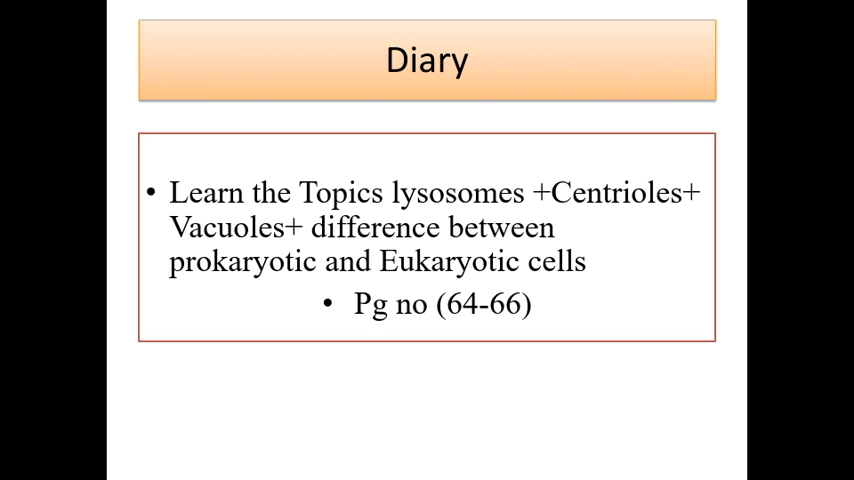 Diary
• Learn the Topics lysosomes +Centrioles+
Vacuoles+ difference between
prokaryotic and Eukaryotic cells
• Pg no (64-66)